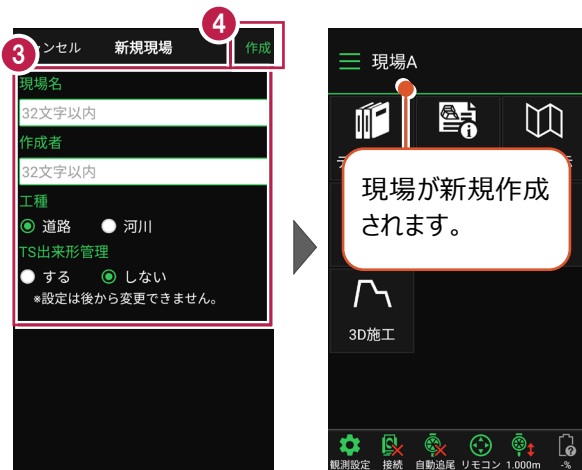 3
4
ャンセル
新規現場
作成
現場名
32文字以内
作成者
32文字以内
工種
道路
河川
TS出来形管理
する
しない
※設定は後から変更できません。
現場A
現場が新規作成
されます。
3D施工
観測設定
接続
自動追尾
リモコン
1.000m
-%